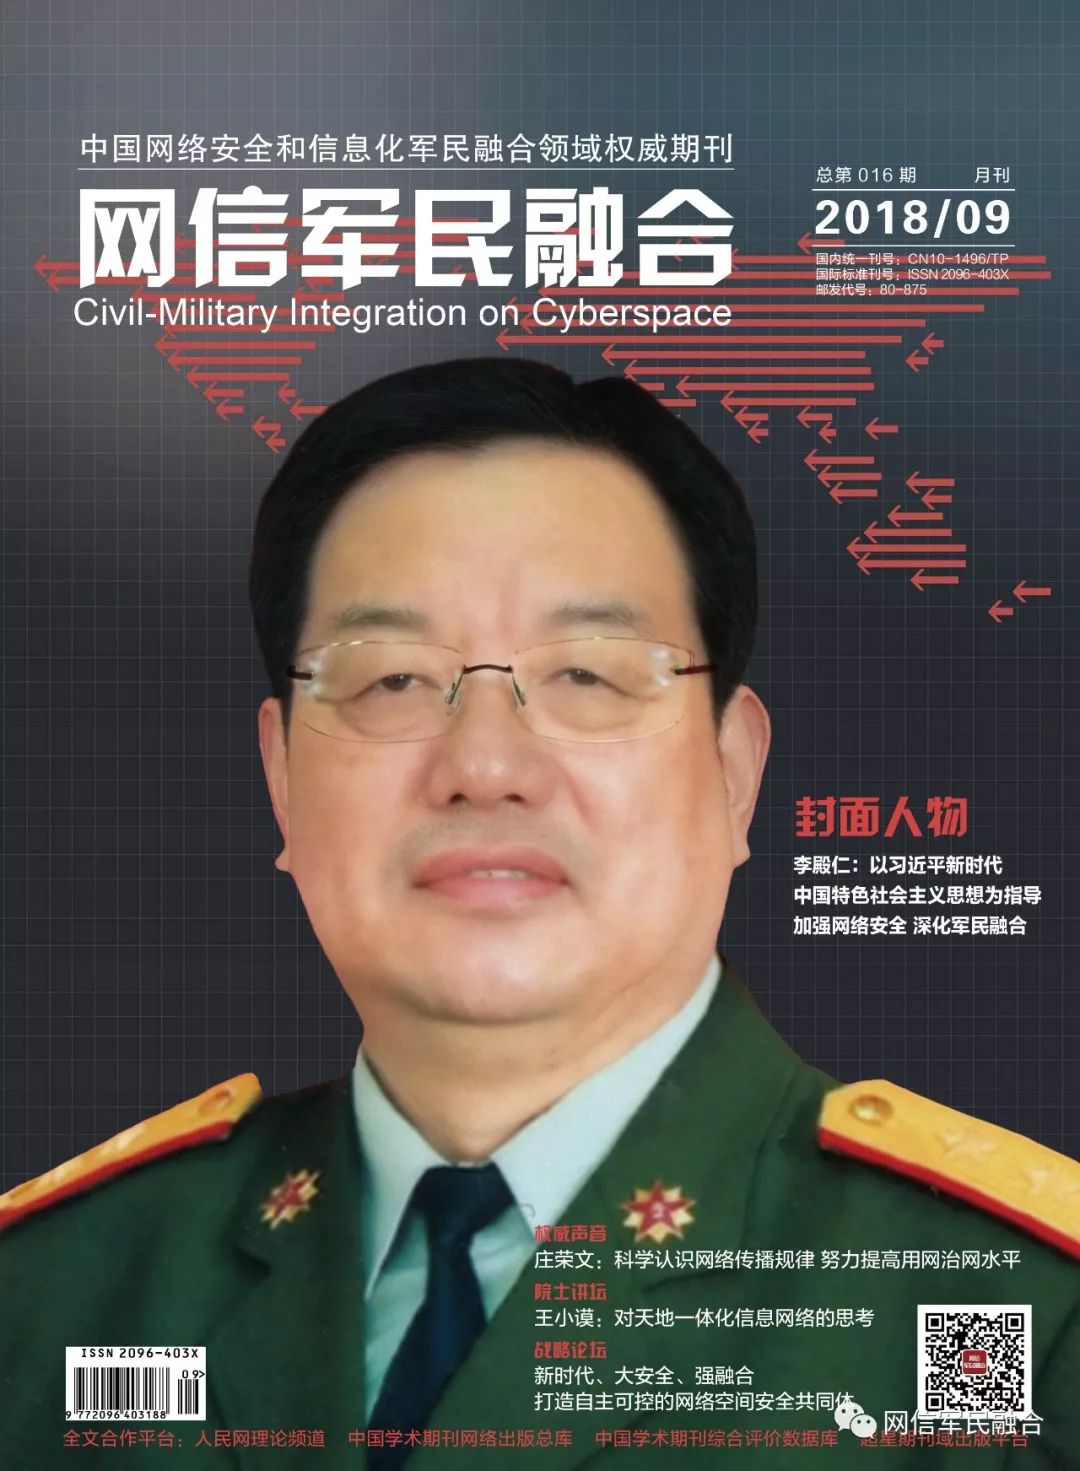 中国网络安全和信息化军民融合领域权威期刊
网信军民融合
Civil-Military Integration on Cyberspace
总第 016 期 月刊
2018/09
国内统一刊号：CN10-1496/TP
国际标准刊号：ISSN 2096-403X
邮发代号：80-875
封面人物
李殿仁：以习近平新时代
中国特色社会主义思想为指导
加强网络安全 深化军民融合
权威声音
庄荣文：科学认识网络传播规律 努力提高用网治网水平
院士讲坛
王小谟：对天地一体化信息网络的思考
战略论坛
新时代、大安全、强融合
打造自主可控的网络空间安全共同体
ISSN 2096-403X
09>
9 772096 403188
网信军民融合
全文合作平台：人民网理论频道 中国学术期刊网络出版总库 中国学术期刊综合评价数据库 超星期刊域出版平台